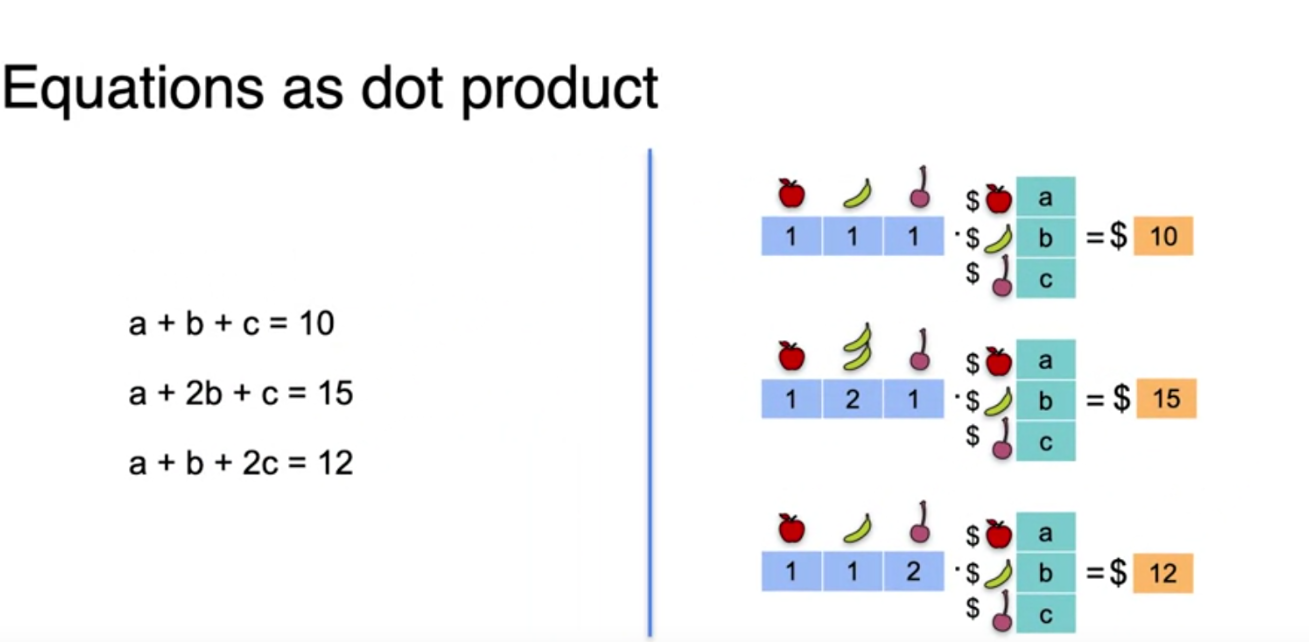 Equations as dot product
a + b + c = 10
a + 2b + c = 15
a + b + 2c = 12
$ a
1 1 1 · $ b = $ 10
$ c
$ a
1 2 1 · $ b = $ 15
$ c
$ a
1 1 2 · $ b = $ 12
$ c